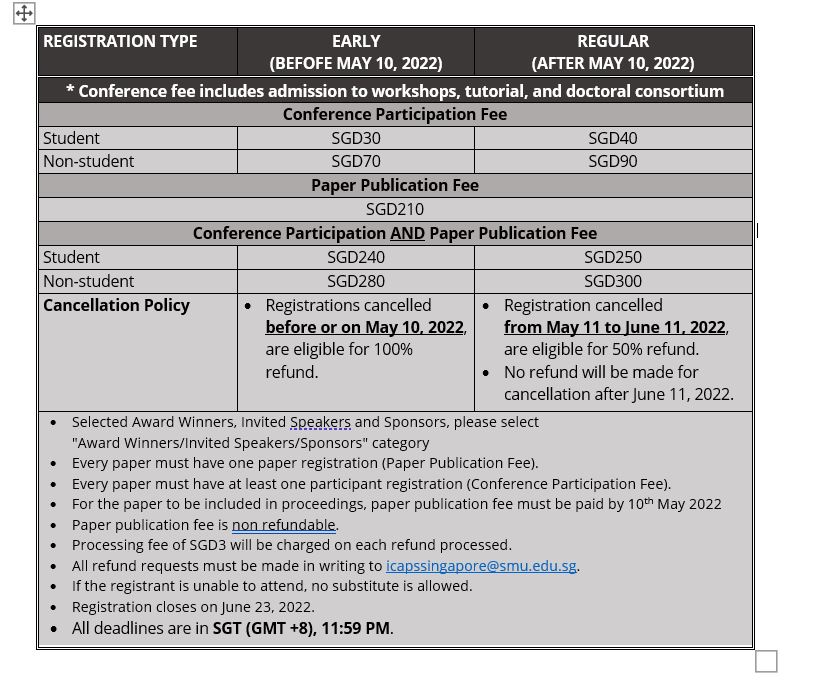 REGISTRATION TYPE
EARLY
(BEFOFE MAY 10, 2022)
REGULAR
(AFTER MAY 10, 2022)
* Conference fee includes admission to workshops, tutorial, and doctoral consortium
Conference Participation Fee
Student SGD30 SGD40
Non-student SGD70 SGD90
Paper Publication Fee
SGD210
Conference Participation AND Paper Publication Fee
Student SGD240 SGD250
Non-student SGD280 SGD300
Cancellation Policy
• Registrations cancelled
before or on May 10, 2022,
are eligible for 100%
refund.
• Registration cancelled
from May 11 to June 11, 2022,
are eligible for 50% refund.
• No refund will be made for
cancellation after June 11, 2022.
• Selected Award Winners, Invited Speakers and Sponsors, please select
"Award Winners/Invited Speakers/Sponsors" category
• Every paper must have one paper registration (Paper Publication Fee).
• Every paper must have at least one participant registration (Conference Participation Fee).
• For the paper to be included in proceedings, paper publication fee must be paid by 10th May 2022
• Paper publication fee is non refundable.
• Processing fee of SGD3 will be charged on each refund processed.
• All refund requests must be made in writing to icapssingapore@smu.edu.sg.
• If the registrant is unable to attend, no substitute is allowed.
• Registration closes on June 23, 2022.
• All deadlines are in SGT (GMT +8), 11:59 PM.